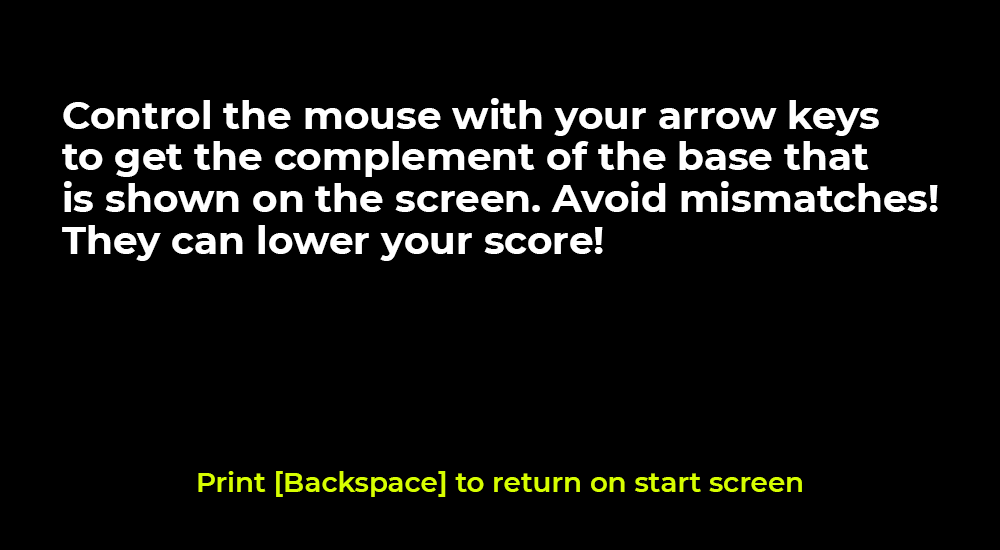 Control the mouse with your arrow keys
to get the complement of the base that
is shown on the screen. Avoid mismatches!
They can lower your score!
Print [Backspace] to return on start screen